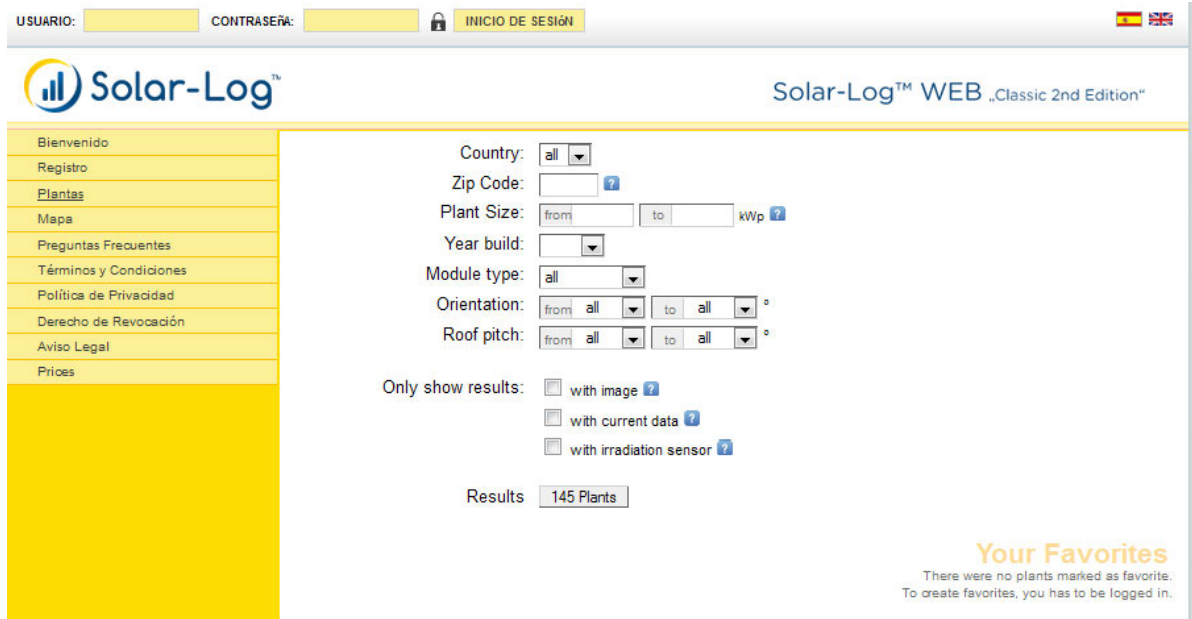 USUARIO: CONTRASEñA: INICIO DE SESIóN
Solar-Log™
Solar-Log™ WEB „Classic 2nd Edition“
Bienvenido
Registro
Plantas
Mapa
Preguntas Frecuentes
Términos y Condiciones
Política de Privacidad
Derecho de Revocación
Aviso Legal
Prices
Country: all
Zip Code: ?
Plant Size: from to kWp ?
Year build:
Module type: all
Orientation: from all to all °
Roof pitch: from all to all °
Only show results: with image ?
with current data ?
with irradiation sensor ?
Results 145 Plants
Your Favorites
There were no plants marked as favorite.
To create favorites, you has to be logged in.